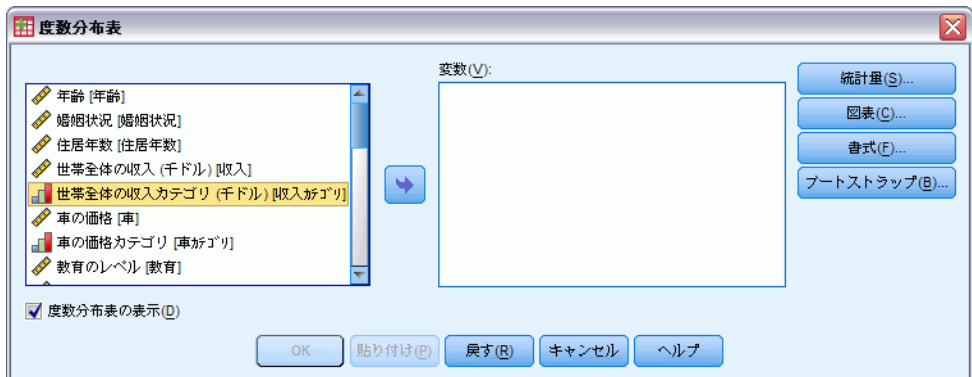 度数分布表
変数(V):
年齢 [年齢]
婚姻状況 [婚姻状況]
住居年数 [住居年数]
世帯全体の収入 (千ドル) [収入]
世帯全体の収入カテゴリ (千ドル) [収入ｶﾃｺﾞﾘ]
車の価格 [車]
車の価格カテゴリ [車ｶﾃｺﾞﾘ]
教育のレベル [教育]
統計量(S)...
図表(C)...
書式(F)...
ブートストラップ(B)...
度数分布表の表示(D)
OK
貼り付け(P)
戻す(R)
キャンセル
ヘルプ